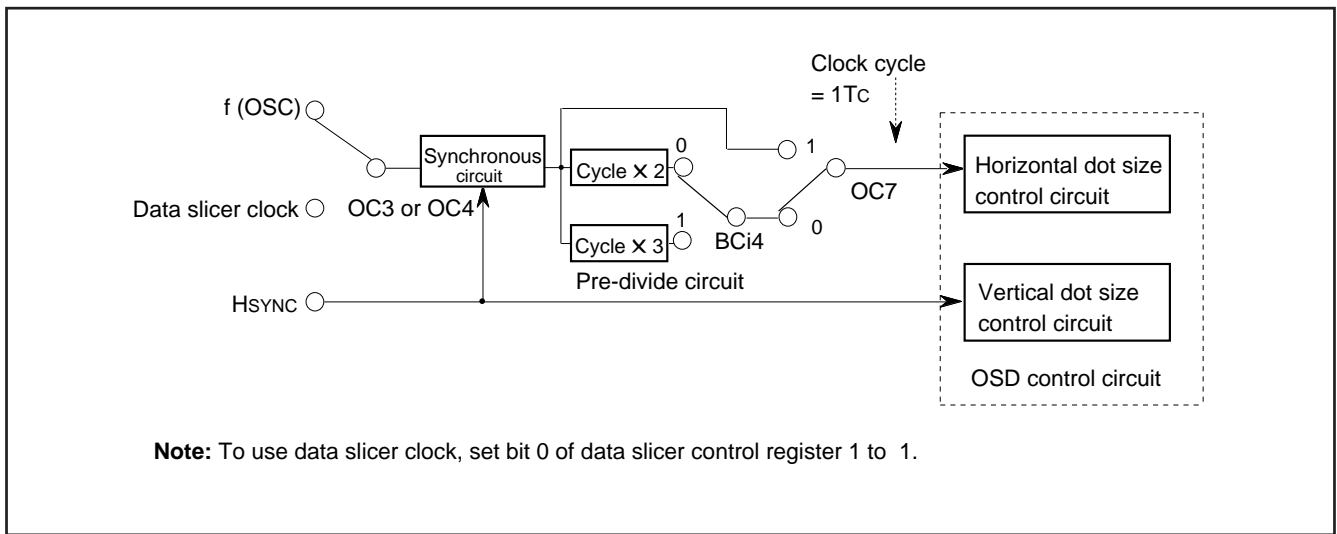 Clock cycle
= 1TC
f (OSC)
Synchronous
circuit
0
1
Cycle × 2
OC7
Horizontal dot size
control circuit
Data slicer clock
OC3 or OC4
1
Cycle × 3
BCi4
0
Pre-divide circuit
HSYNC
Vertical dot size
control circuit
OSD control circuit
Note: To use data slicer clock, set bit 0 of data slicer control register 1 to 1.